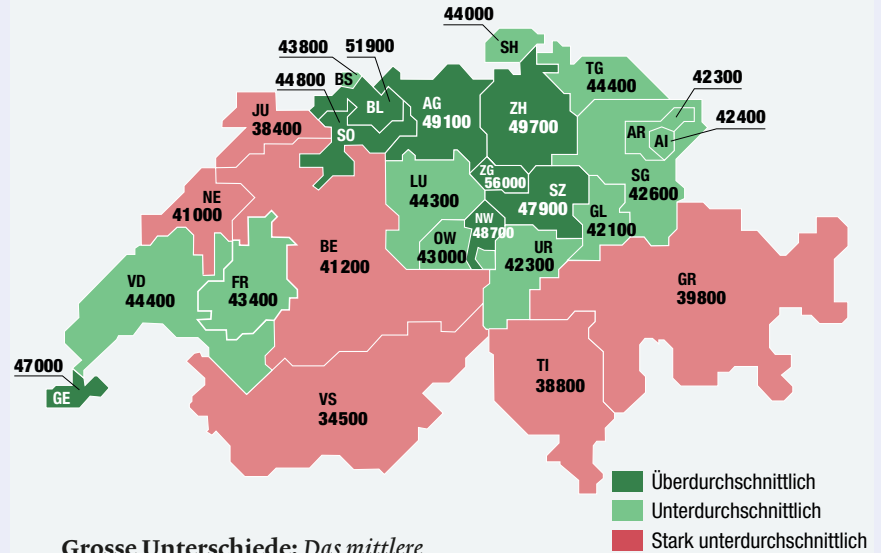 44000
SH
43800
51900
BS
44800
TG
44400
42300
JU
38400
BL
AG
49100
ZH
49700
42400
SO
AR
AI
NE
41000
LU
44300
ZG
56000
SZ
47900
SG
42600
BE
41200
OW
43000
NW
48700
UR
42300
GL
42100
VD
44400
FR
43400
GR
39800
47000
GE
TI
38800
VS
34500
Überdurchschnittlich
Unterdurchschnittlich
Stark unterdurchschnittlich
Grosse Unterschiede: Das mittlere